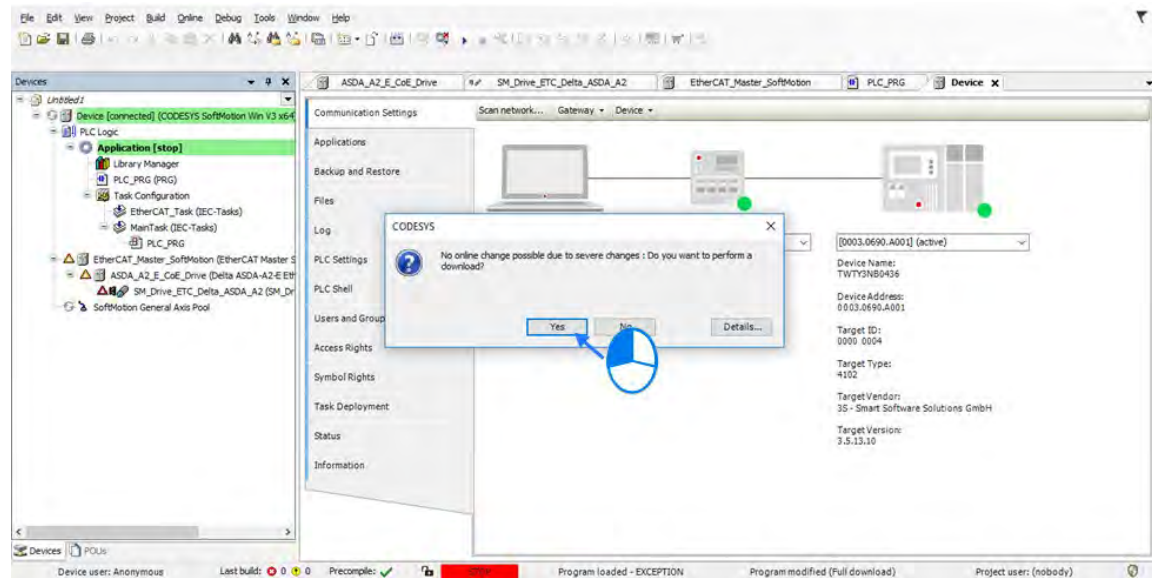 File Edit View Project Build Online Debug Tools Window Help
Devices
ASDA_A2_E_CoE_Drive SM_Drive_ETC_Delta_ASDA_A2 EtherCAT_Master_SoftMotion PLC_PRG Device
Untitled1
Device [connected] (CODESYS SoftMotion Win V3 x64
PLC Logic
Application [stop]
Library Manager
PLC_PRG (PRG)
Task Configuration
EtherCAT_Task (IEC-Tasks)
MainTask (IEC-Tasks)
PLC_PRG
EtherCAT_Master_SoftMotion (EtherCAT Master S
ASDA_A2_E_CoE_Drive (Delta ASDA-A2-E Eth
SM_Drive_ETC_Delta_ASDA_A2 (SM_Dr
SoftMotion General Axis Pool
Communication Settings
Applications
Backup and Restore
Files
Log
PLC Settings
PLC Shell
Users and Group
Access Rights
Symbol Rights
Task Deployment
Status
Information
Scan network... Gateway Device
CODESYS
No online change possible due to severe changes : Do you want to perform a
download?
Yes No Details...
[0003.0690.A001] (active)
Device Name:
TWTY3NB0436
Device Address:
0003.0690.A001
Target ID:
0000 0004
Target Type:
4102
Target Vendor:
3S - Smart Software Solutions GmbH
Target Version:
3.5.13.10
Devices POUs
Device user: Anonymous Last build: 0 0 Precompile: STOP Program loaded - EXCEPTION Program modified (Full download) Project user: (nobody)